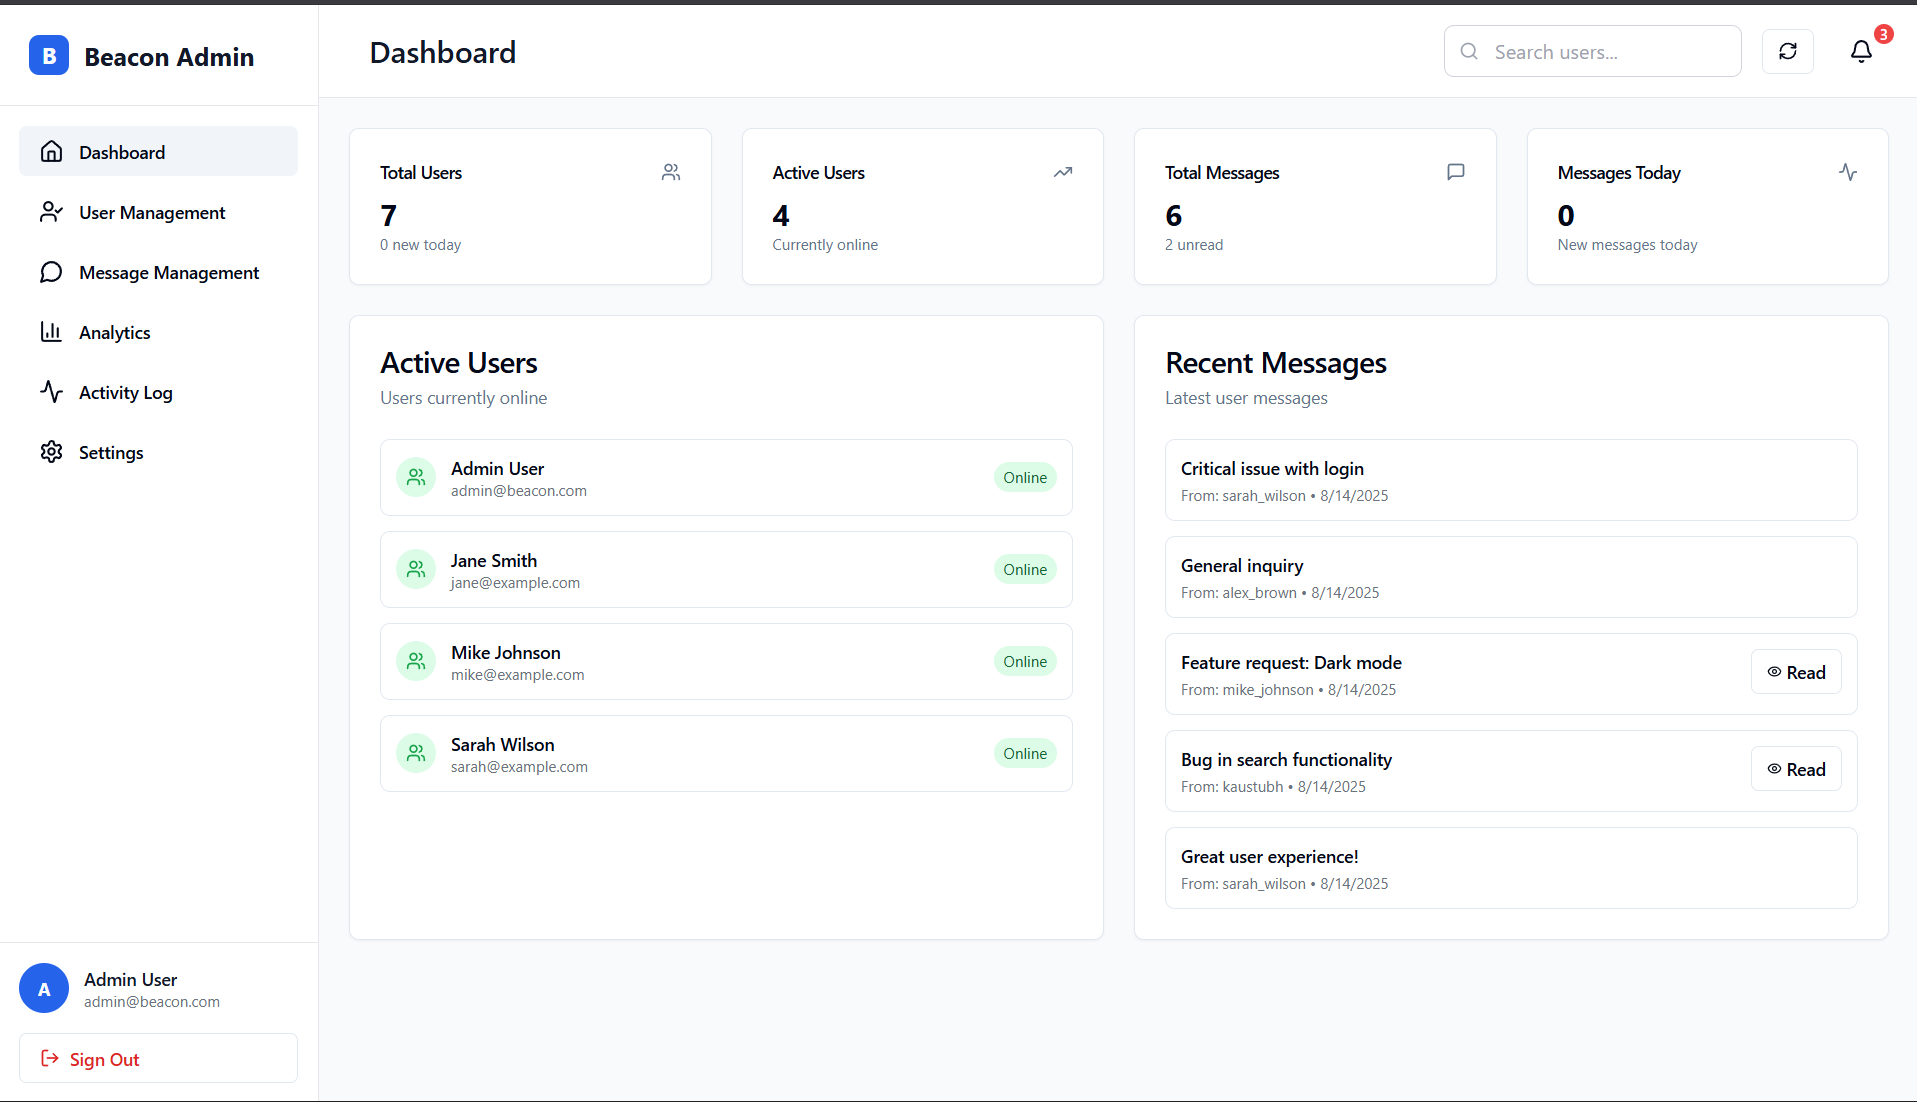 B Beacon Admin
Dashboard
User Management
Message Management
Analytics
Activity Log
Settings
A
Admin User
admin@beacon.com
Sign Out
Dashboard
Search users...
3
Total Users
7
0 new today
Active Users
4
Currently online
Total Messages
6
2 unread
Messages Today
0
New messages today
Active Users
Users currently online
Admin User
admin@beacon.com
Online
Jane Smith
jane@example.com
Online
Mike Johnson
mike@example.com
Online
Sarah Wilson
sarah@example.com
Online
Recent Messages
Latest user messages
Critical issue with login
From: sarah_wilson • 8/14/2025
General inquiry
From: alex_brown • 8/14/2025
Feature request: Dark mode
From: mike_johnson • 8/14/2025
Read
Bug in search functionality
From: kaustubh • 8/14/2025
Read
Great user experience!
From: sarah_wilson • 8/14/2025